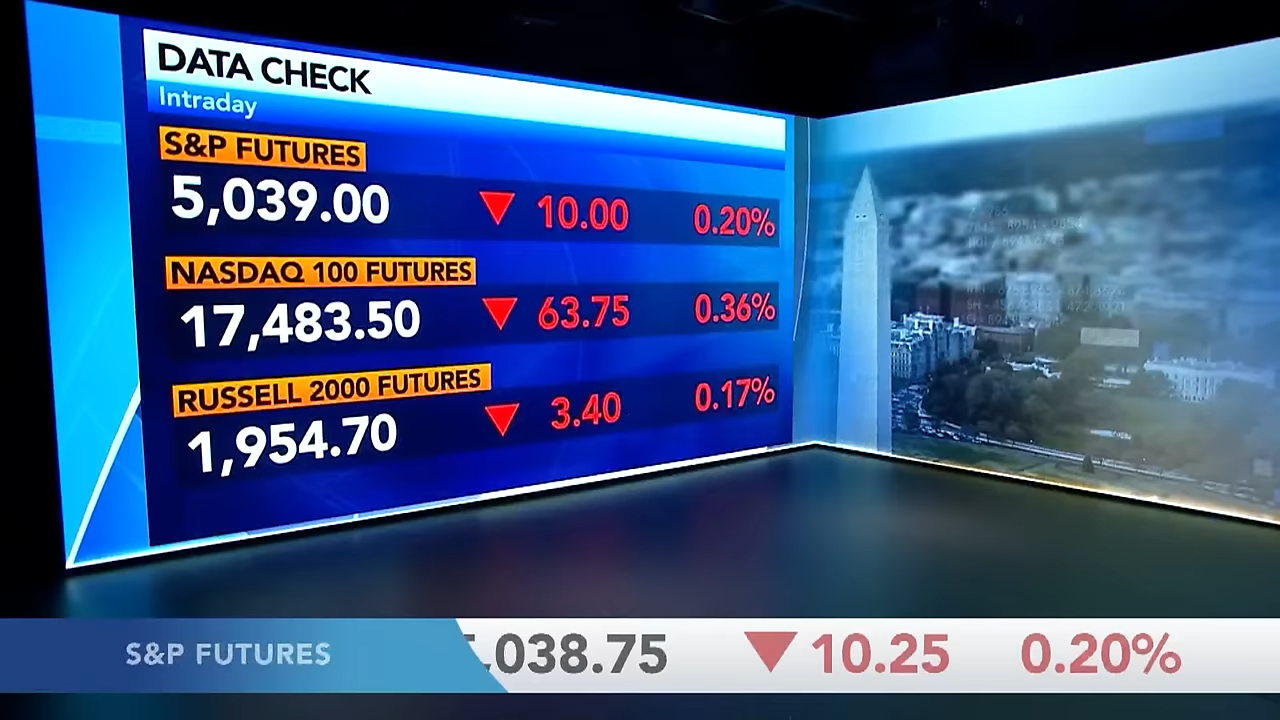 DATA CHECK
Intraday
S&P FUTURES
5,039.00 ▼ 10.00 0.20%
NASDAQ 100 FUTURES
17,483.50 ▼ 63.75 0.36%
RUSSELL 2000 FUTURES
1,954.70 ▼ 3.40 0.17%
S&P FUTURES ,038.75 ▼ 10.25 0.20%